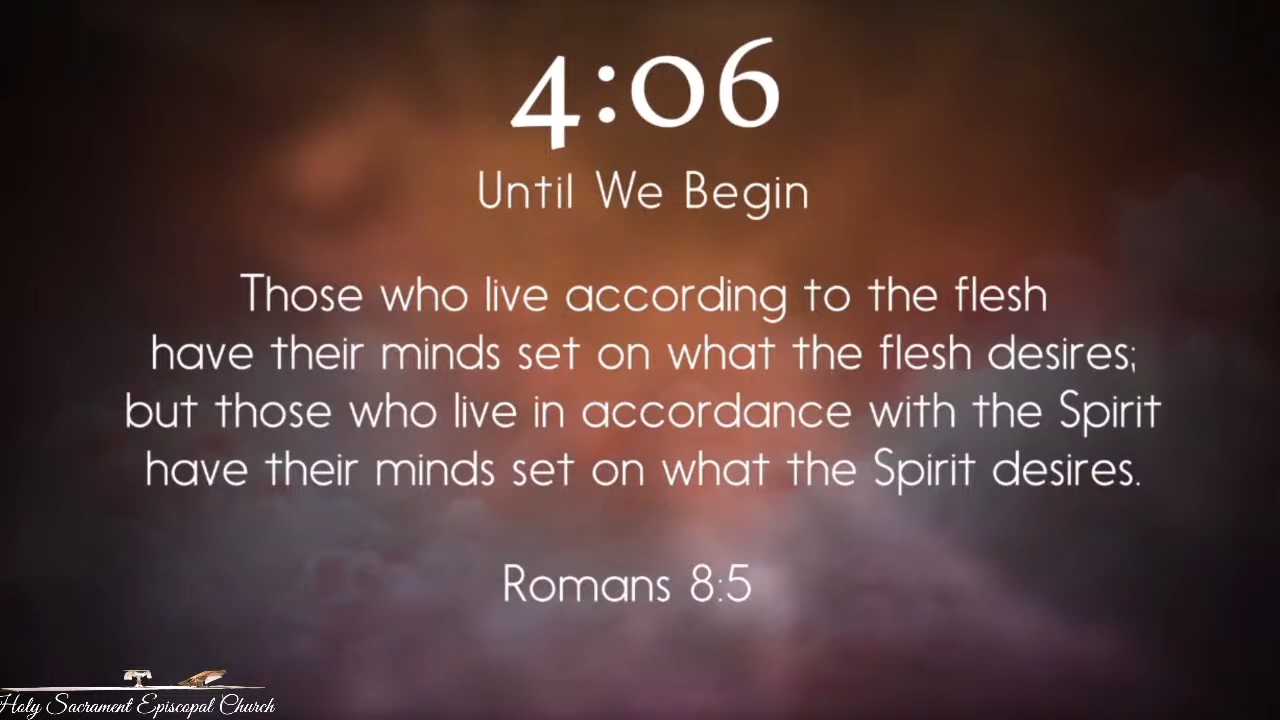 4:06
Until We Begin
Those who live according to the flesh
have their minds set on what the flesh desires;
but those who live in accordance with the Spirit
have their minds set on what the Spirit desires.
Romans 8:5
Holy Sacrament Episcopal Church